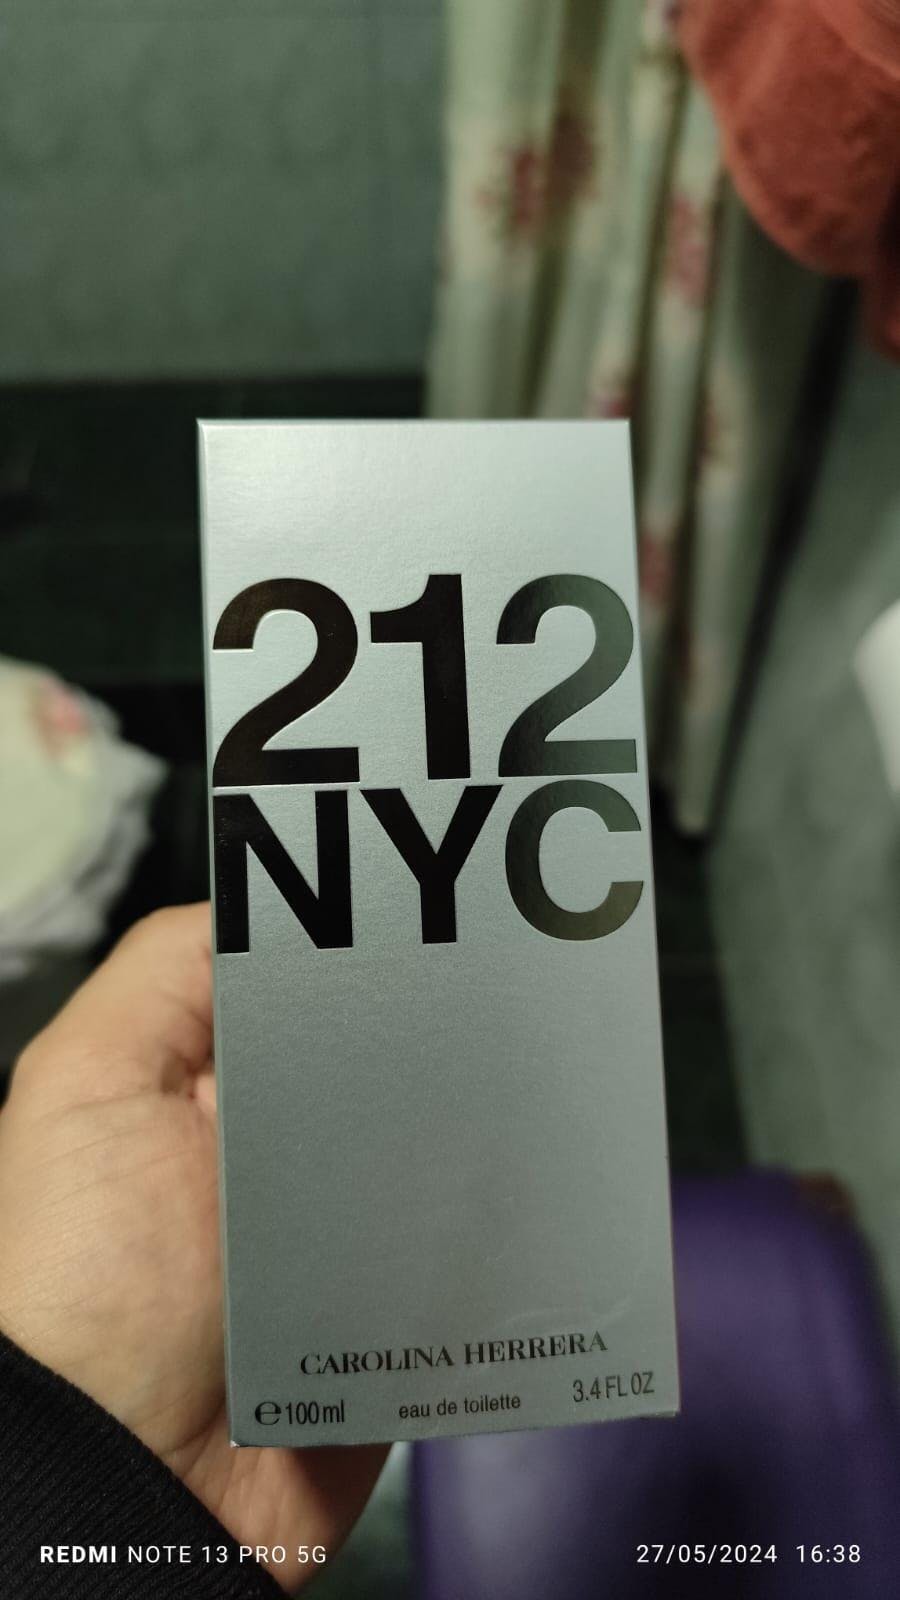 212
NYC
CAROLINA HERRERA
℮100ml eau de toilette 3.4 FL OZ
REDMI NOTE 13 PRO 5G 27/05/2024 16:38